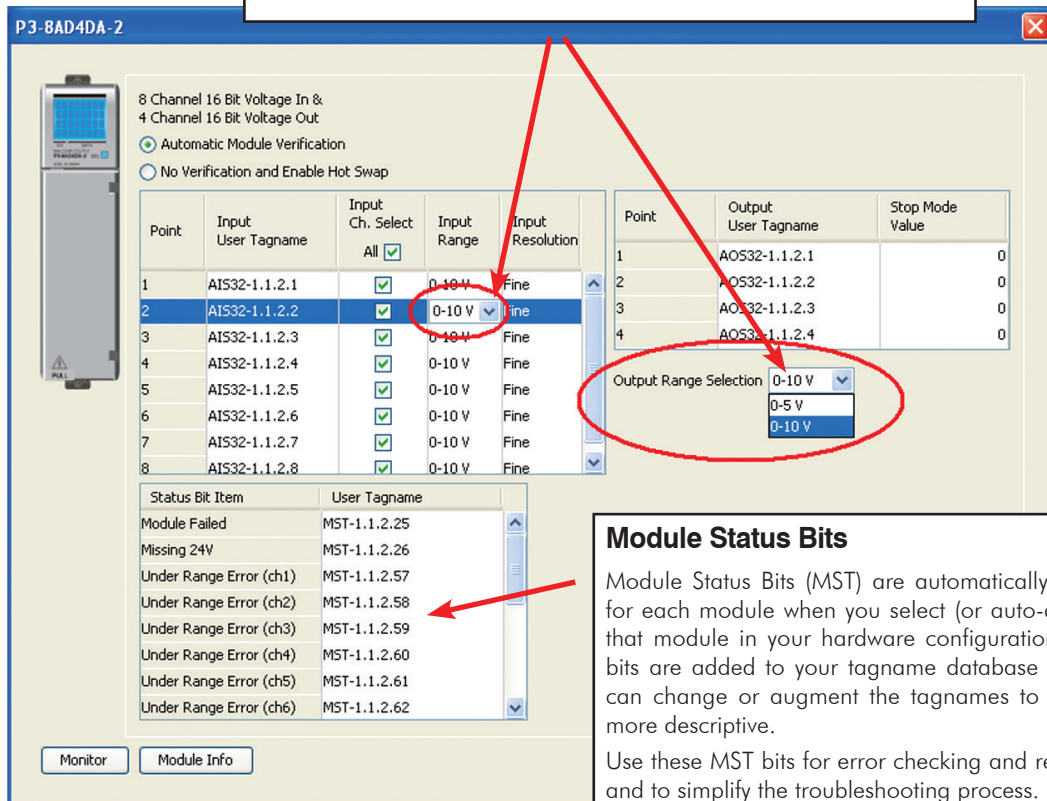 P3-8AD4DA-2
8 Channel 16 Bit Voltage In &
4 Channel 16 Bit Voltage Out
Automatic Module Verification
No Verification and Enable Hot Swap
Point Input User Tagname Input Ch. Select All Input Range Input Resolution
1 AIS32-1.1.2.1 0-10 V Fine
2 AIS32-1.1.2.2 0-10 V Fine
3 AIS32-1.1.2.3 0-10 V Fine
4 AIS32-1.1.2.4 0-10 V Fine
5 AIS32-1.1.2.5 0-10 V Fine
6 AIS32-1.1.2.6 0-10 V Fine
7 AIS32-1.1.2.7 0-10 V Fine
8 AIS32-1.1.2.8 0-10 V Fine
Point Output User Tagname Stop Mode Value
1 AOS32-1.1.2.1 0
2 AOS32-1.1.2.2 0
3 AOS32-1.1.2.3 0
4 AOS32-1.1.2.4 0
Output Range Selection 0-10 V
0-5 V
0-10 V
PULL
Status Bit Item User Tagname
Module Failed MST-1.1.2.25
Missing 24V MST-1.1.2.26
Under Range Error (ch1) MST-1.1.2.57
Under Range Error (ch2) MST-1.1.2.58
Under Range Error (ch3) MST-1.1.2.59
Under Range Error (ch4) MST-1.1.2.60
Under Range Error (ch5) MST-1.1.2.61
Under Range Error (ch6) MST-1.1.2.62
Monitor Module Info
Module Status Bits
Module Status Bits (MST) are automatically
for each module when you select (or auto-
that module in your hardware configuration
bits are added to your tagname database
can change or augment the tagnames to
more descriptive.
Use these MST bits for error checking and re
and to simplify the troubleshooting process.